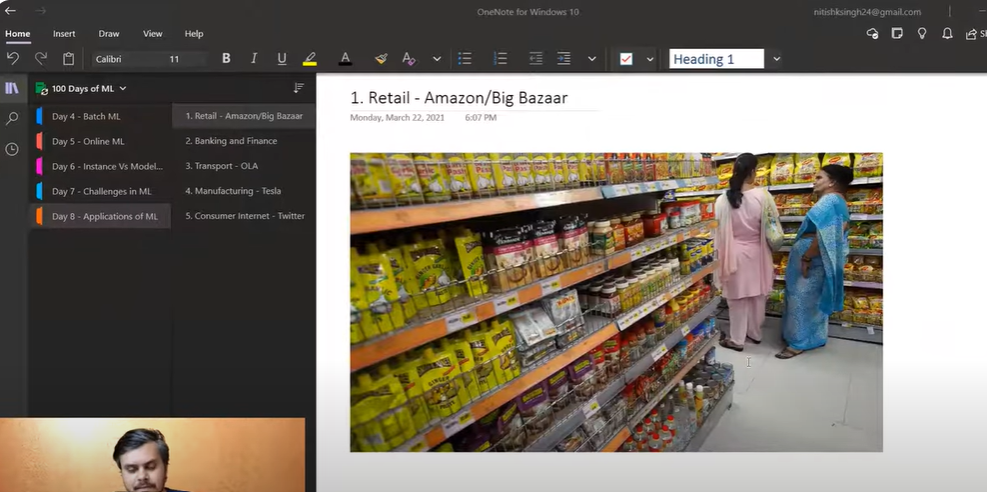 OneNote for Windows 10
nitishksingh24@gmail.com
Home
Insert
Draw
View
Help
Calibri
11
B
I
U
A
A
Heading 1
100 Days of ML
Day 4 - Batch ML
Day 5 - Online ML
Day 6 - Instance Vs Model...
Day 7 - Challenges in ML
Day 8 - Applications of ML
1. Retail - Amazon/Big Bazaar
2. Banking and Finance
3. Transport - OLA
4. Manufacturing - Tesla
5. Consumer Internet - Twitter
1. Retail - Amazon/Big Bazaar
Monday, March 22, 2021
6:07 PM